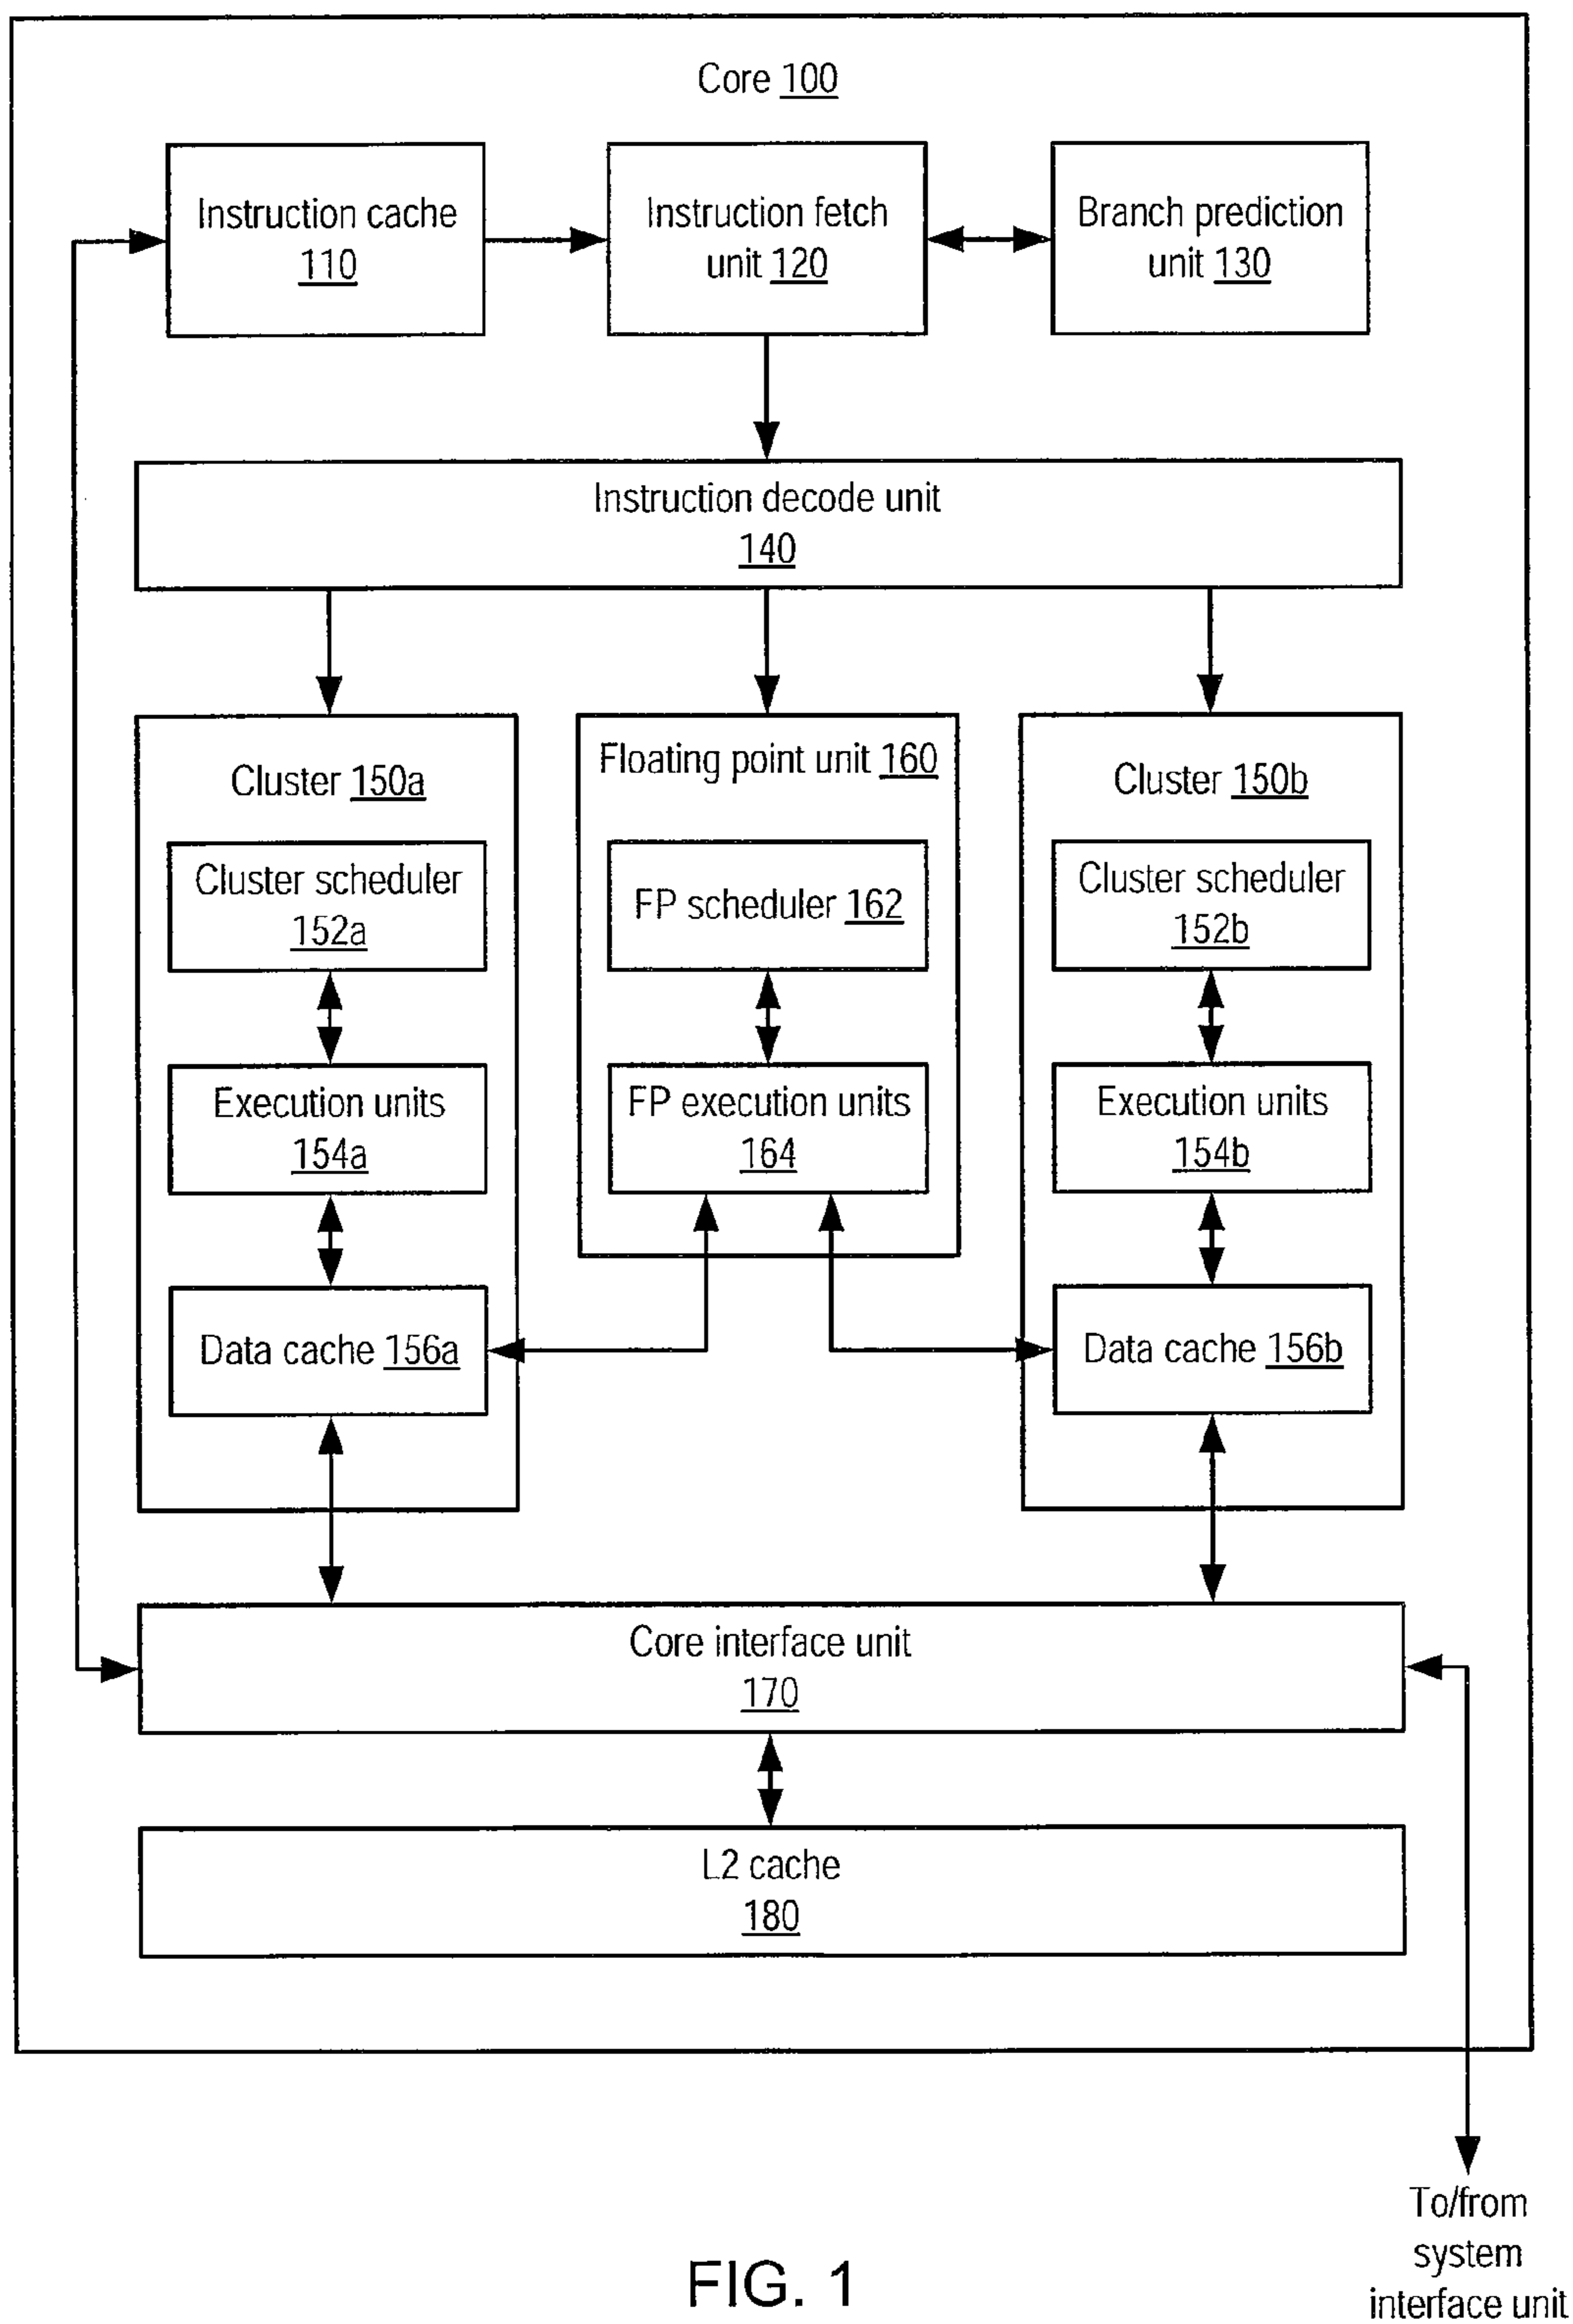 Core 100
Instruction cache
110
Instruction fetch
unit 120
Branch prediction
unit 130
Instruction decode unit
140
Cluster 150a
Cluster scheduler
152a
Execution units
154a
Data cache 156a
Floating point unit 160
FP scheduler 162
FP execution units
164
Cluster 150b
Cluster scheduler
152b
Execution units
154b
Data cache 156b
Core interface unit
170
L2 cache
180
To/from
system
interface unit
FIG. 1